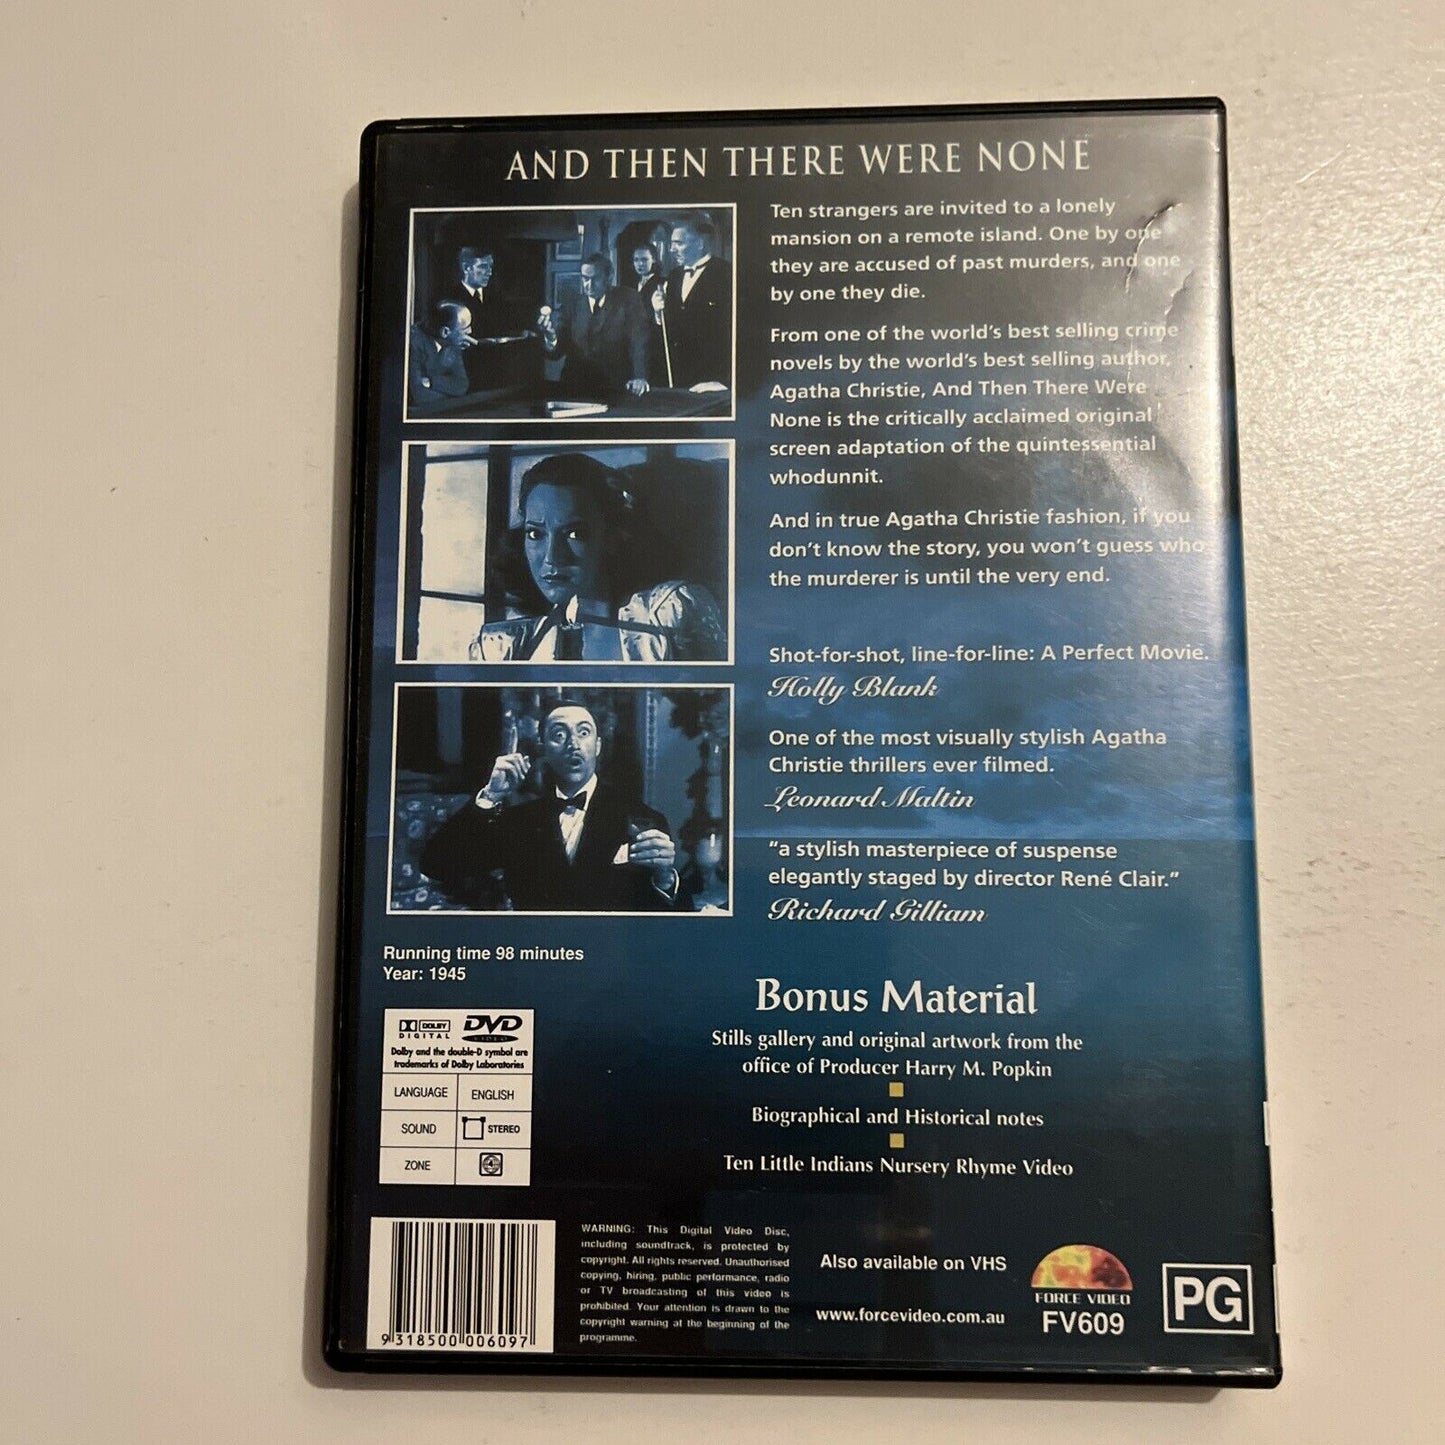 AND THEN THERE WERE NONE
Ten strangers are invited to a lonely
mansion on a remote island. One by one
they are accused of past murders, and one
by one they die.
From one of the world's best selling crime
novels by the world's best selling author,
Agatha Christie, And Then There Were
None is the critically acclaimed original
screen adaptation of the quintessential
whodunnit.
And in true Agatha Christie fashion, if you
don't know the story, you won't guess who
the murderer is until the very end.
Shot-for-shot, line-for-line: A Perfect Movie.
Holly Blank
One of the most visually stylish Agatha
Christie thrillers ever filmed.
Leonard Maltin
"a stylish masterpiece of suspense
elegantly staged by director René Clair."
Richard Gilliam
Running time 98 minutes
Year: 1945
Bonus Material
Stills gallery and original artwork from the
office of Producer Harry M. Popkin
Biographical and Historical notes
Ten Little Indians Nursery Rhyme Video
DOLBY
DIGITAL
DVD
VIDEO
Dolby and the double-D symbol are
trademarks of Dolby Laboratories
LANGUAGE ENGLISH
SOUND STEREO
ZONE 4
9 318500 006097
WARNING: This Digital Video Disc,
including soundtrack, is protected by
copyright. All rights reserved. Unauthorised
copying, hiring, public performance, radio
or TV broadcasting of this video is
prohibited. Your attention is drawn to the
copyright warning at the beginning of the
programme.
Also available on VHS
www.forcevideo.com.au
FORCE VIDEO
FV609
PG